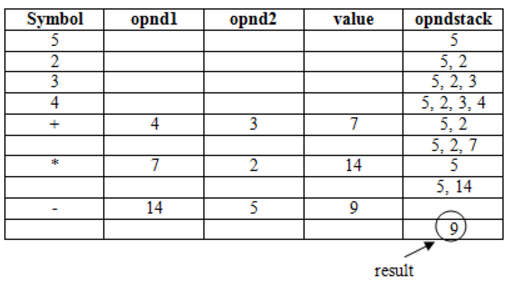 Symbol opnd1 opnd2 value opndstack
5 5
2 5, 2
3 5, 2, 3
4 5, 2, 3, 4
+ 4 3 7 5, 2
5, 2, 7
* 7 2 14 5
5, 14
- 14 5 9
9
result